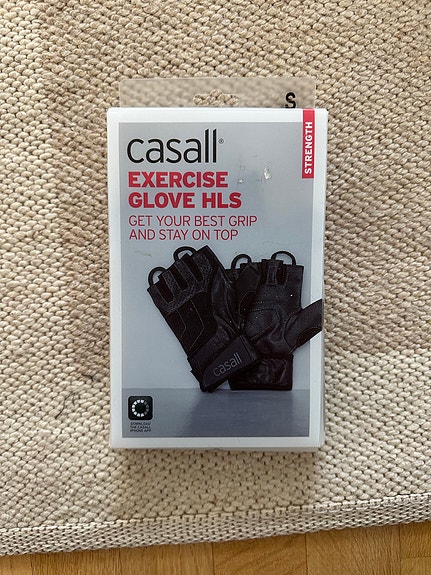 S
casall®
STRENGTH
EXERCISE
GLOVE HLS
GET YOUR BEST GRIP
AND STAY ON TOP
casall
DOWNLOAD
THE CASALL
IPHONE APP